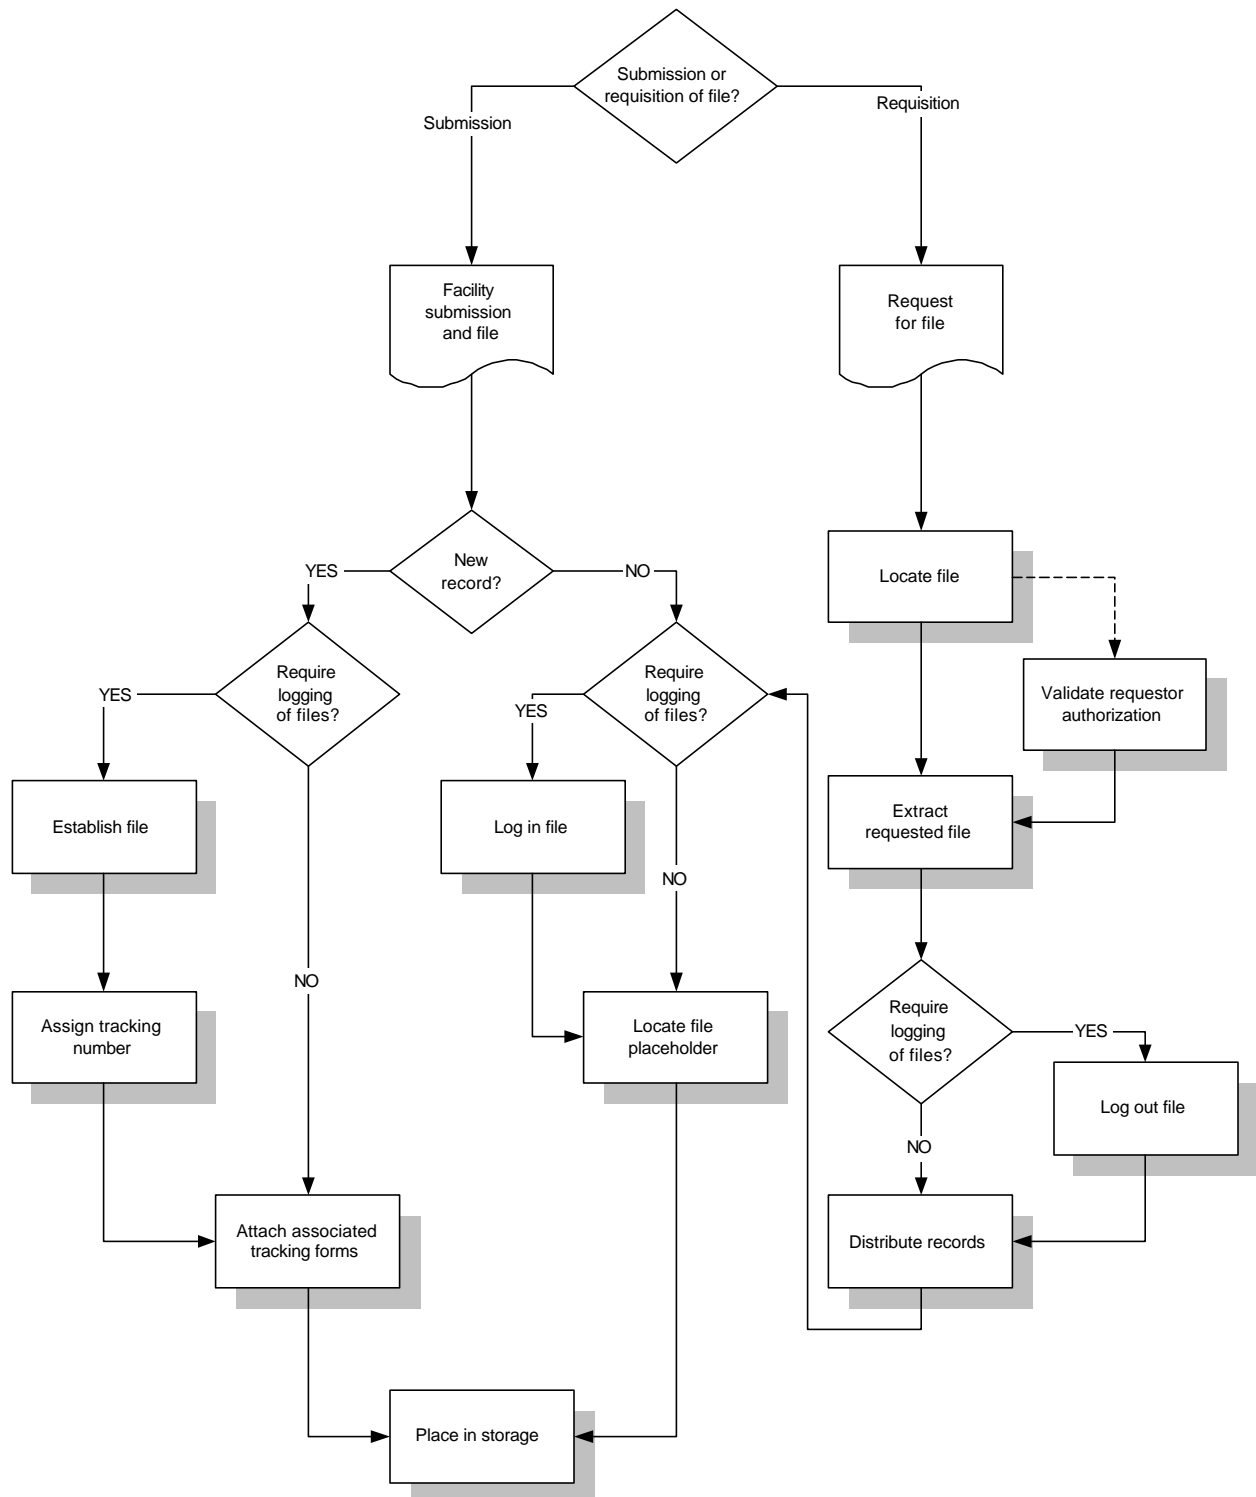 Submission or
requisition of file?
Submission
Requisition
Facility
submission
and file
Request
for file
New
record?
YES
NO
Locate file
Require
logging
of files?
YES
Require
logging
of files?
YES
Validate requestor
authorization
Establish file
Log in file
Extract
requested file
NO
NO
Assign tracking
number
Locate file
placeholder
Require
logging
of files?
YES
Log out file
NO
Attach associated
tracking forms
Distribute records
Place in storage